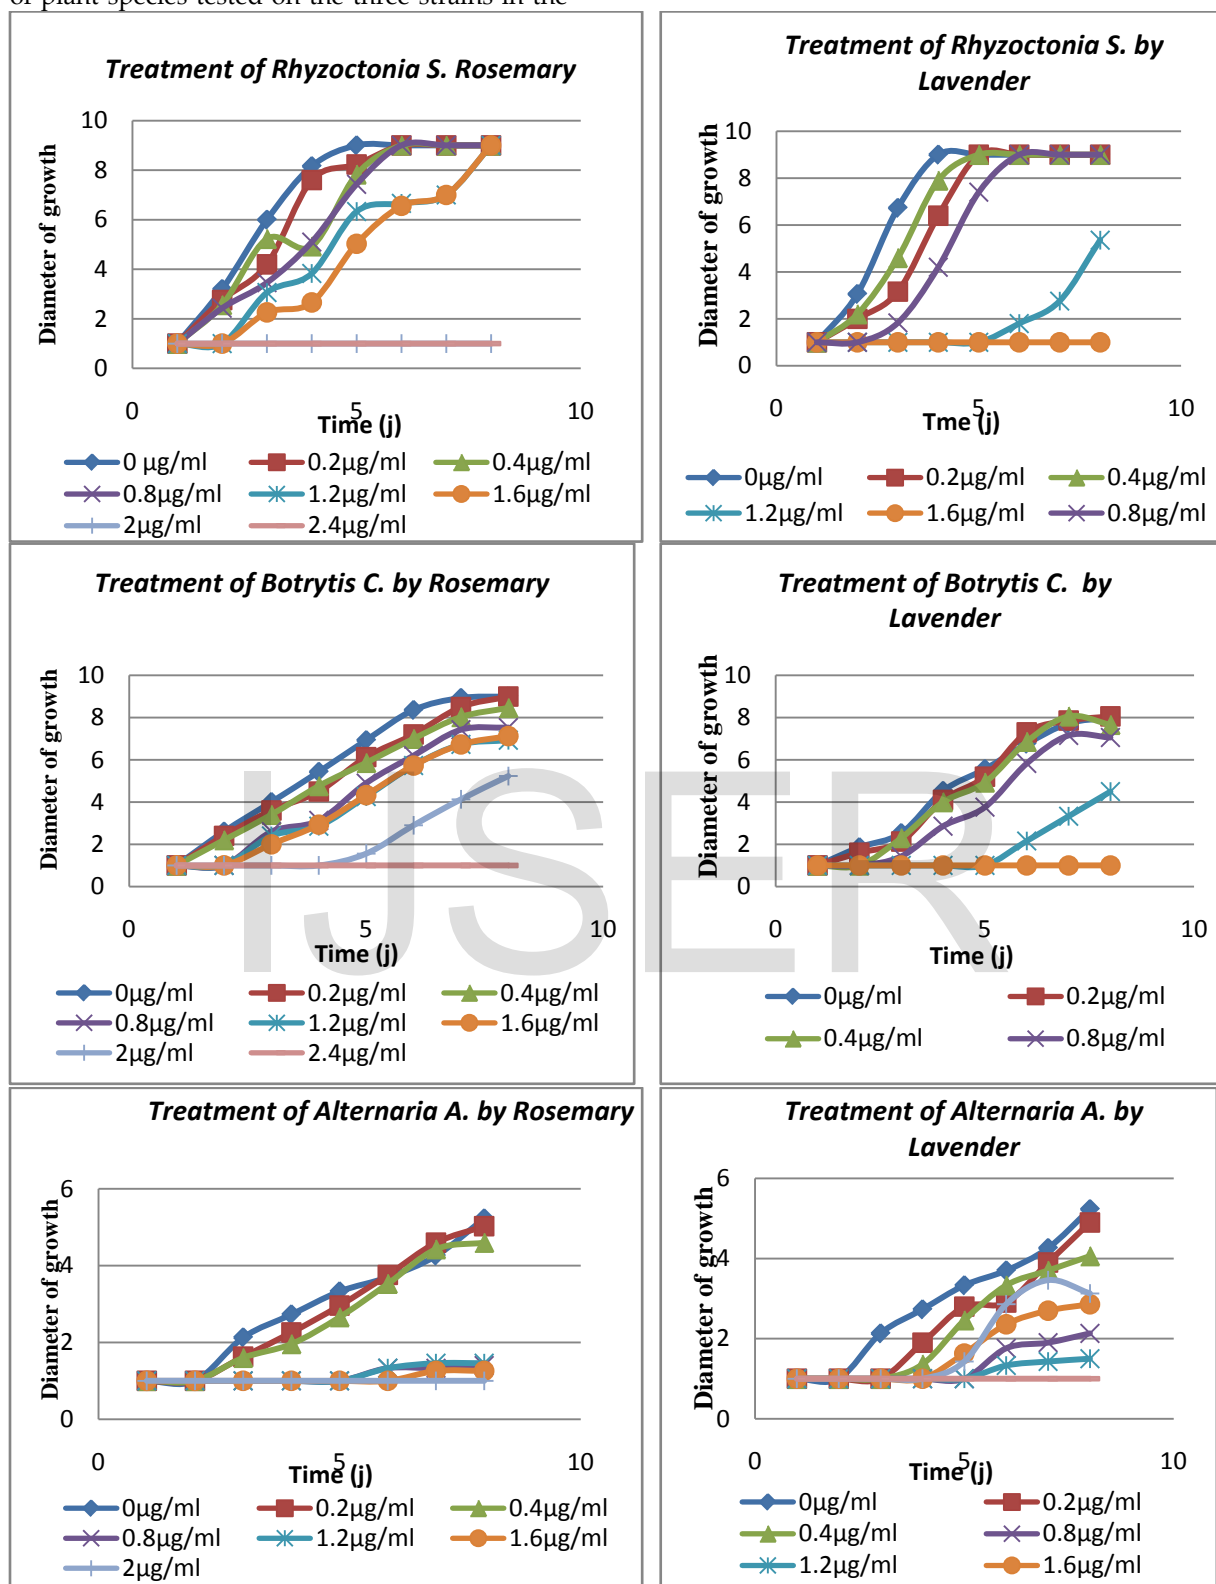 of plant species tested on the three strains in the
Treatment of Rhyzoctonia S. Rosemary
Diameter of growth
10
8
6
4
2
0
0
5
10
Time (j)
0 µg/ml
0.2µg/ml
0.4µg/ml
0.8µg/ml
1.2µg/ml
1.6µg/ml
2µg/ml
2.4µg/ml
Treatment of Rhyzoctonia S. by
Lavender
Diameter of growth
10
8
6
4
2
0
0
5
10
Tme (j)
0µg/ml
0.2µg/ml
0.4µg/ml
1.2µg/ml
1.6µg/ml
0.8µg/ml
Treatment of Botrytis C. by Rosemary
Diameter of growth
10
8
6
4
2
0
0
5
10
Time (j)
0µg/ml
0.2µg/ml
0.4µg/ml
0.8µg/ml
1.2µg/ml
1.6µg/ml
2µg/ml
2.4µg/ml
Treatment of Botrytis C. by
Lavender
Diameter of growth
10
8
6
4
2
0
0
5
10
Time (j)
0µg/ml
0.2µg/ml
0.4µg/ml
0.8µg/ml
IJSER
Treatment of Alternaria A. by Rosemary
Diameter of growth
6
4
2
0
0
5
10
Time (j)
0µg/ml
0.2µg/ml
0.4µg/ml
0.8µg/ml
1.2µg/ml
1.6µg/ml
2µg/ml
Treatment of Alternaria A. by
Lavender
Diameter of growth
6
4
2
0
0
5
10
Time (j)
0µg/ml
0.2µg/ml
0.4µg/ml
0.8µg/ml
1.2µg/ml
1.6µg/ml